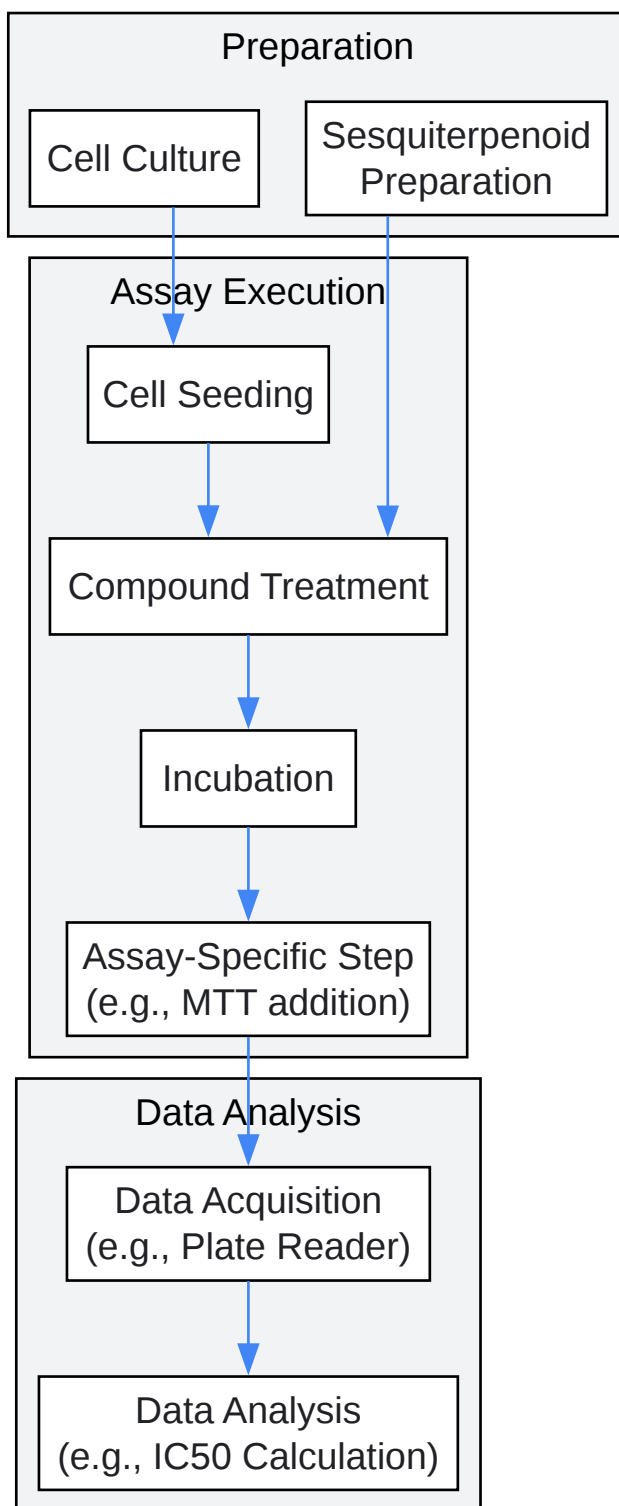 Preparation
Cell Culture
Sesquiterpenoid
Preparation
Assay Execution
Cell Seeding
Compound Treatment
Incubation
Assay-Specific Step
(e.g., MTT addition)
Data Analysis
Data Acquisition
(e.g., Plate Reader)
Data Analysis
(e.g., IC50 Calculation)